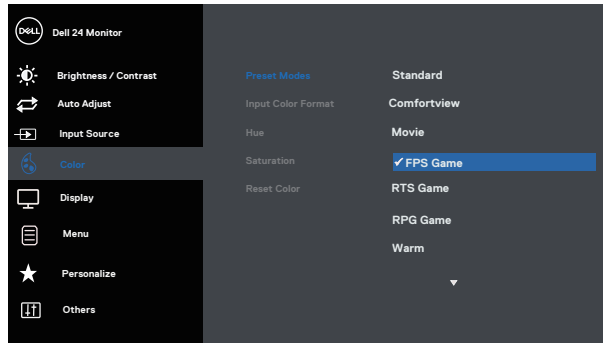 DELL
Dell 24 Monitor
Brightness / Contrast
Auto Adjust
Input Source
Color
Display
Menu
Personalize
Others
Preset Modes
Input Color Format
Hue
Saturation
Reset Color
Standard
Comfortview
Movie
✓ FPS Game
RTS Game
RPG Game
Warm